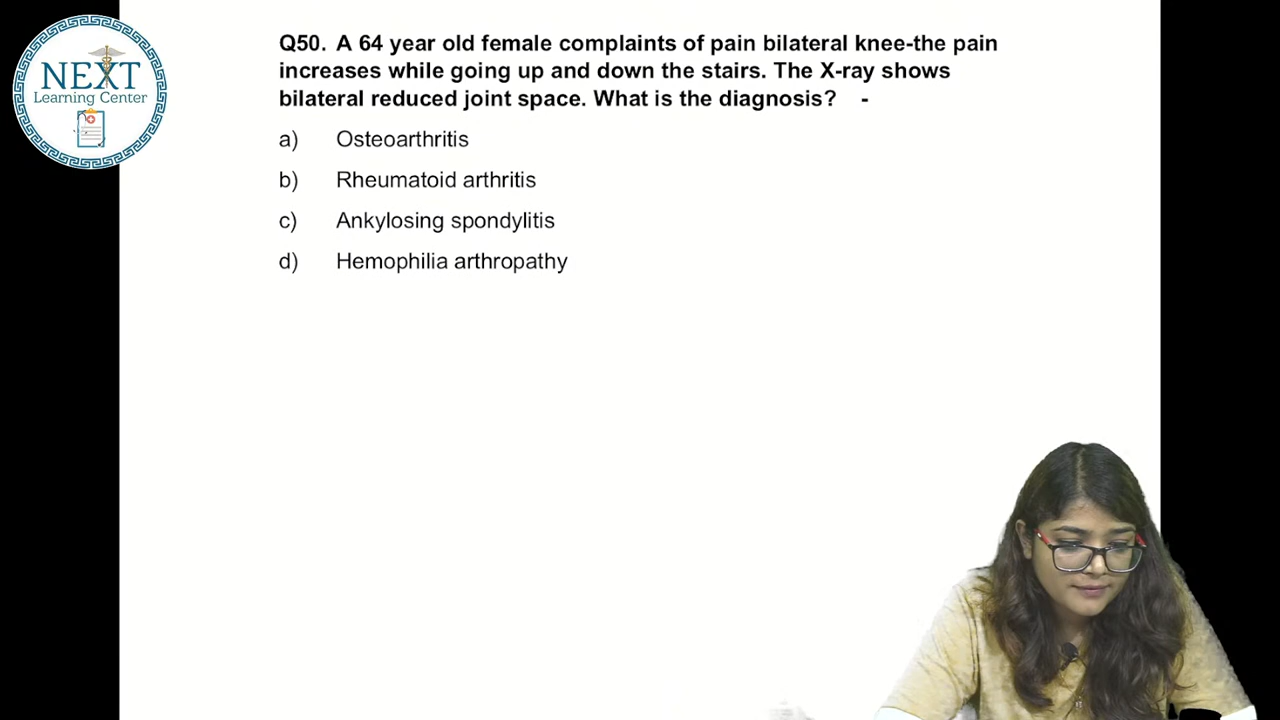 NEXT
Learning Center
Q50. A 64 year old female complaints of pain bilateral knee-the pain
increases while going up and down the stairs. The X-ray shows
bilateral reduced joint space. What is the diagnosis? -
a) Osteoarthritis
b) Rheumatoid arthritis
c) Ankylosing spondylitis
d) Hemophilia arthropathy